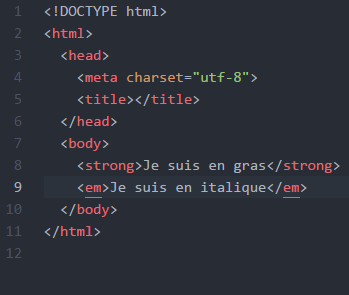 1 <!DOCTYPE html>
2 <html>
3   <head>
4     <meta charset="utf-8">
5     <title></title>
6   </head>
7   <body>
8     <strong>Je suis en gras</strong>
9     <em>Je suis en italique</em>
10   </body>
11 </html>
12